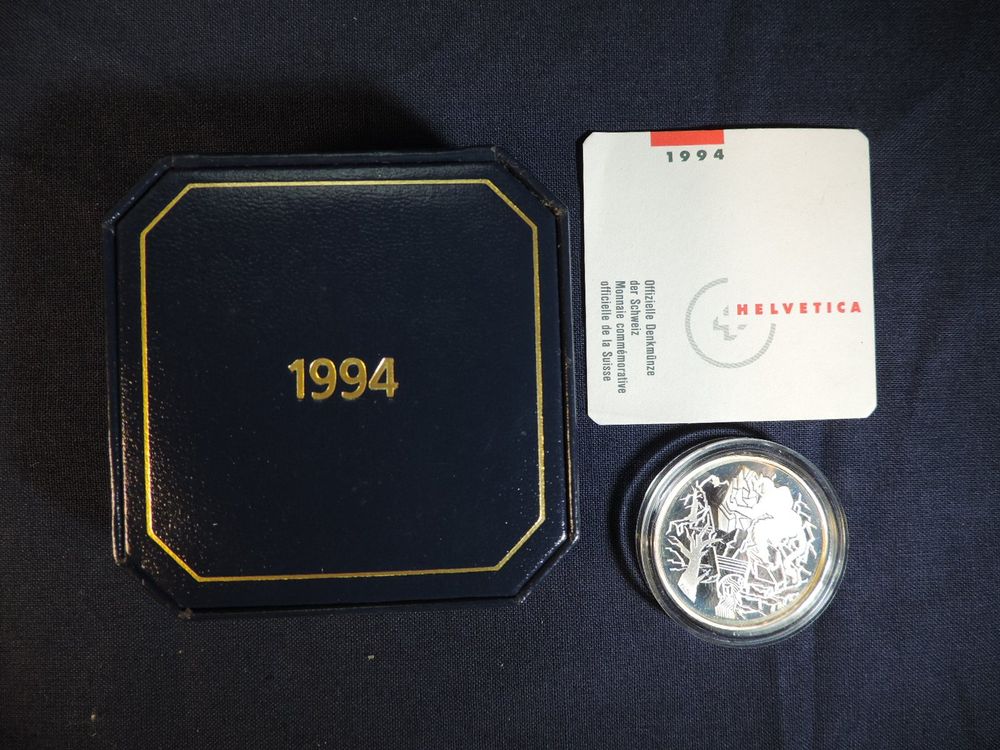 1994
1994
HELVETICA
Offizielle Denkmünze
der Schweiz
Monnaie commémorative
officielle de la Suisse